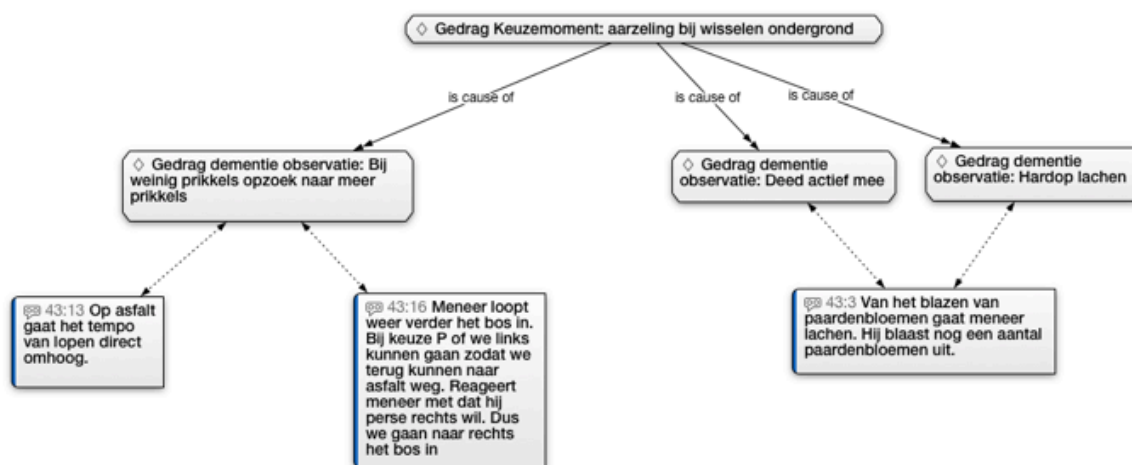 ◇ Gedrag Keuzemoment: aarzeling bij wisselen ondergrond
is cause of
is cause of
is cause of
◇ Gedrag dementie observatie: Bij
weinig prikkels opzoek naar meer
prikkels
◇ Gedrag dementie
observatie: Deed actief mee
◇ Gedrag dementie
observatie: Hardop lachen
43:13 Op asfalt
gaat het tempo
van lopen direct
omhoog.
43:16 Meneer loopt
weer verder het bos in.
Bij keuze P of we links
kunnen gaan zodat we
terug kunnen naar
asfalt weg. Reageert
meneer met dat hij
perse rechts wil. Dus
we gaan naar rechts
het bos in
43:3 Van het blazen van
paardenbloemen gaat meneer
lachen. Hij blaast nog een aantal
paardenbloemen uit.